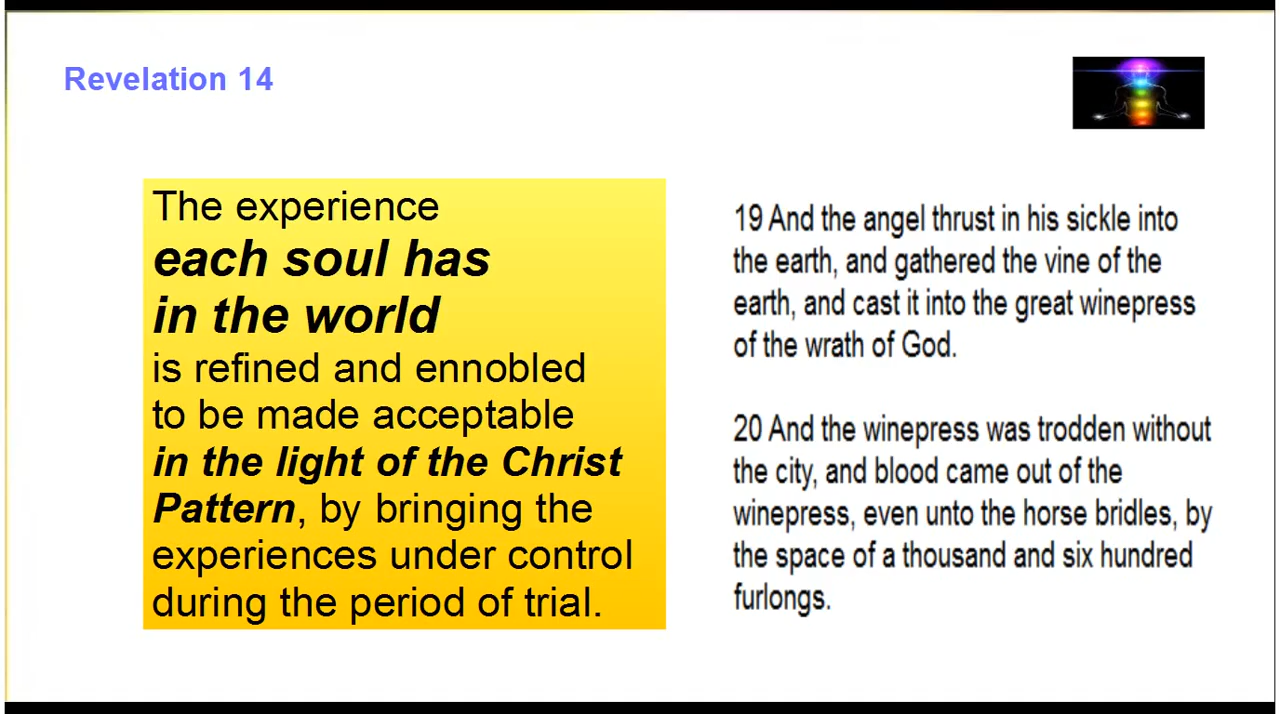 Revelation 14
The experience
each soul has
in the world
is refined and ennobled
to be made acceptable
in the light of the Christ
Pattern, by bringing the
experiences under control
during the period of trial.
19 And the angel thrust in his sickle into
the earth, and gathered the vine of the
earth, and cast it into the great winepress
of the wrath of God.
20 And the winepress was trodden without
the city, and blood came out of the
winepress, even unto the horse bridles, by
the space of a thousand and six hundred
furlongs.